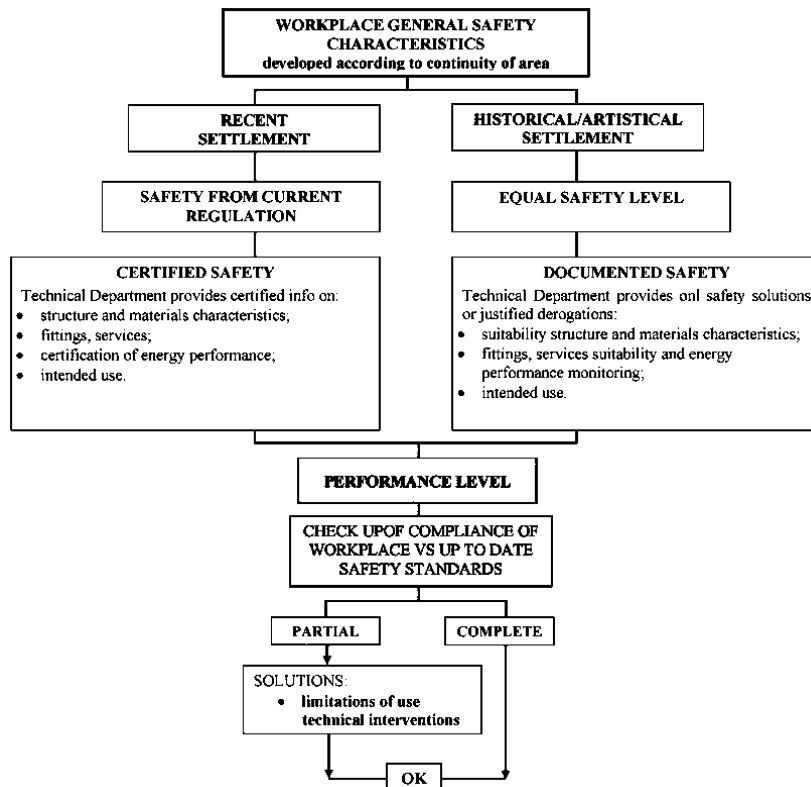 WORKPLACE GENERAL SAFETY
CHARACTERISTICS
developed according to continuity of area
RECENT
SETTLEMENT
HISTORICAL/ARTISTICAL
SETTLEMENT
SAFETY FROM CURRENT
REGULATION
EQUAL SAFETY LEVEL
CERTIFIED SAFETY
Technical Department provides certified info on:
• structure and materials characteristics;
• fittings, services;
• certification of energy performance;
• intended use.
DOCUMENTED SAFETY
Technical Department provides onl safety solutions
or justified derogations:
• suitability structure and materials characteristics;
• fittings, services suitability and energy
performance monitoring;
• intended use.
PERFORMANCE LEVEL
CHECK UPOF COMPLIANCE OF
WORKPLACE VS UP TO DATE
SAFETY STANDARDS
PARTIAL
COMPLETE
SOLUTIONS:
• limitations of use
technical interventions
OK